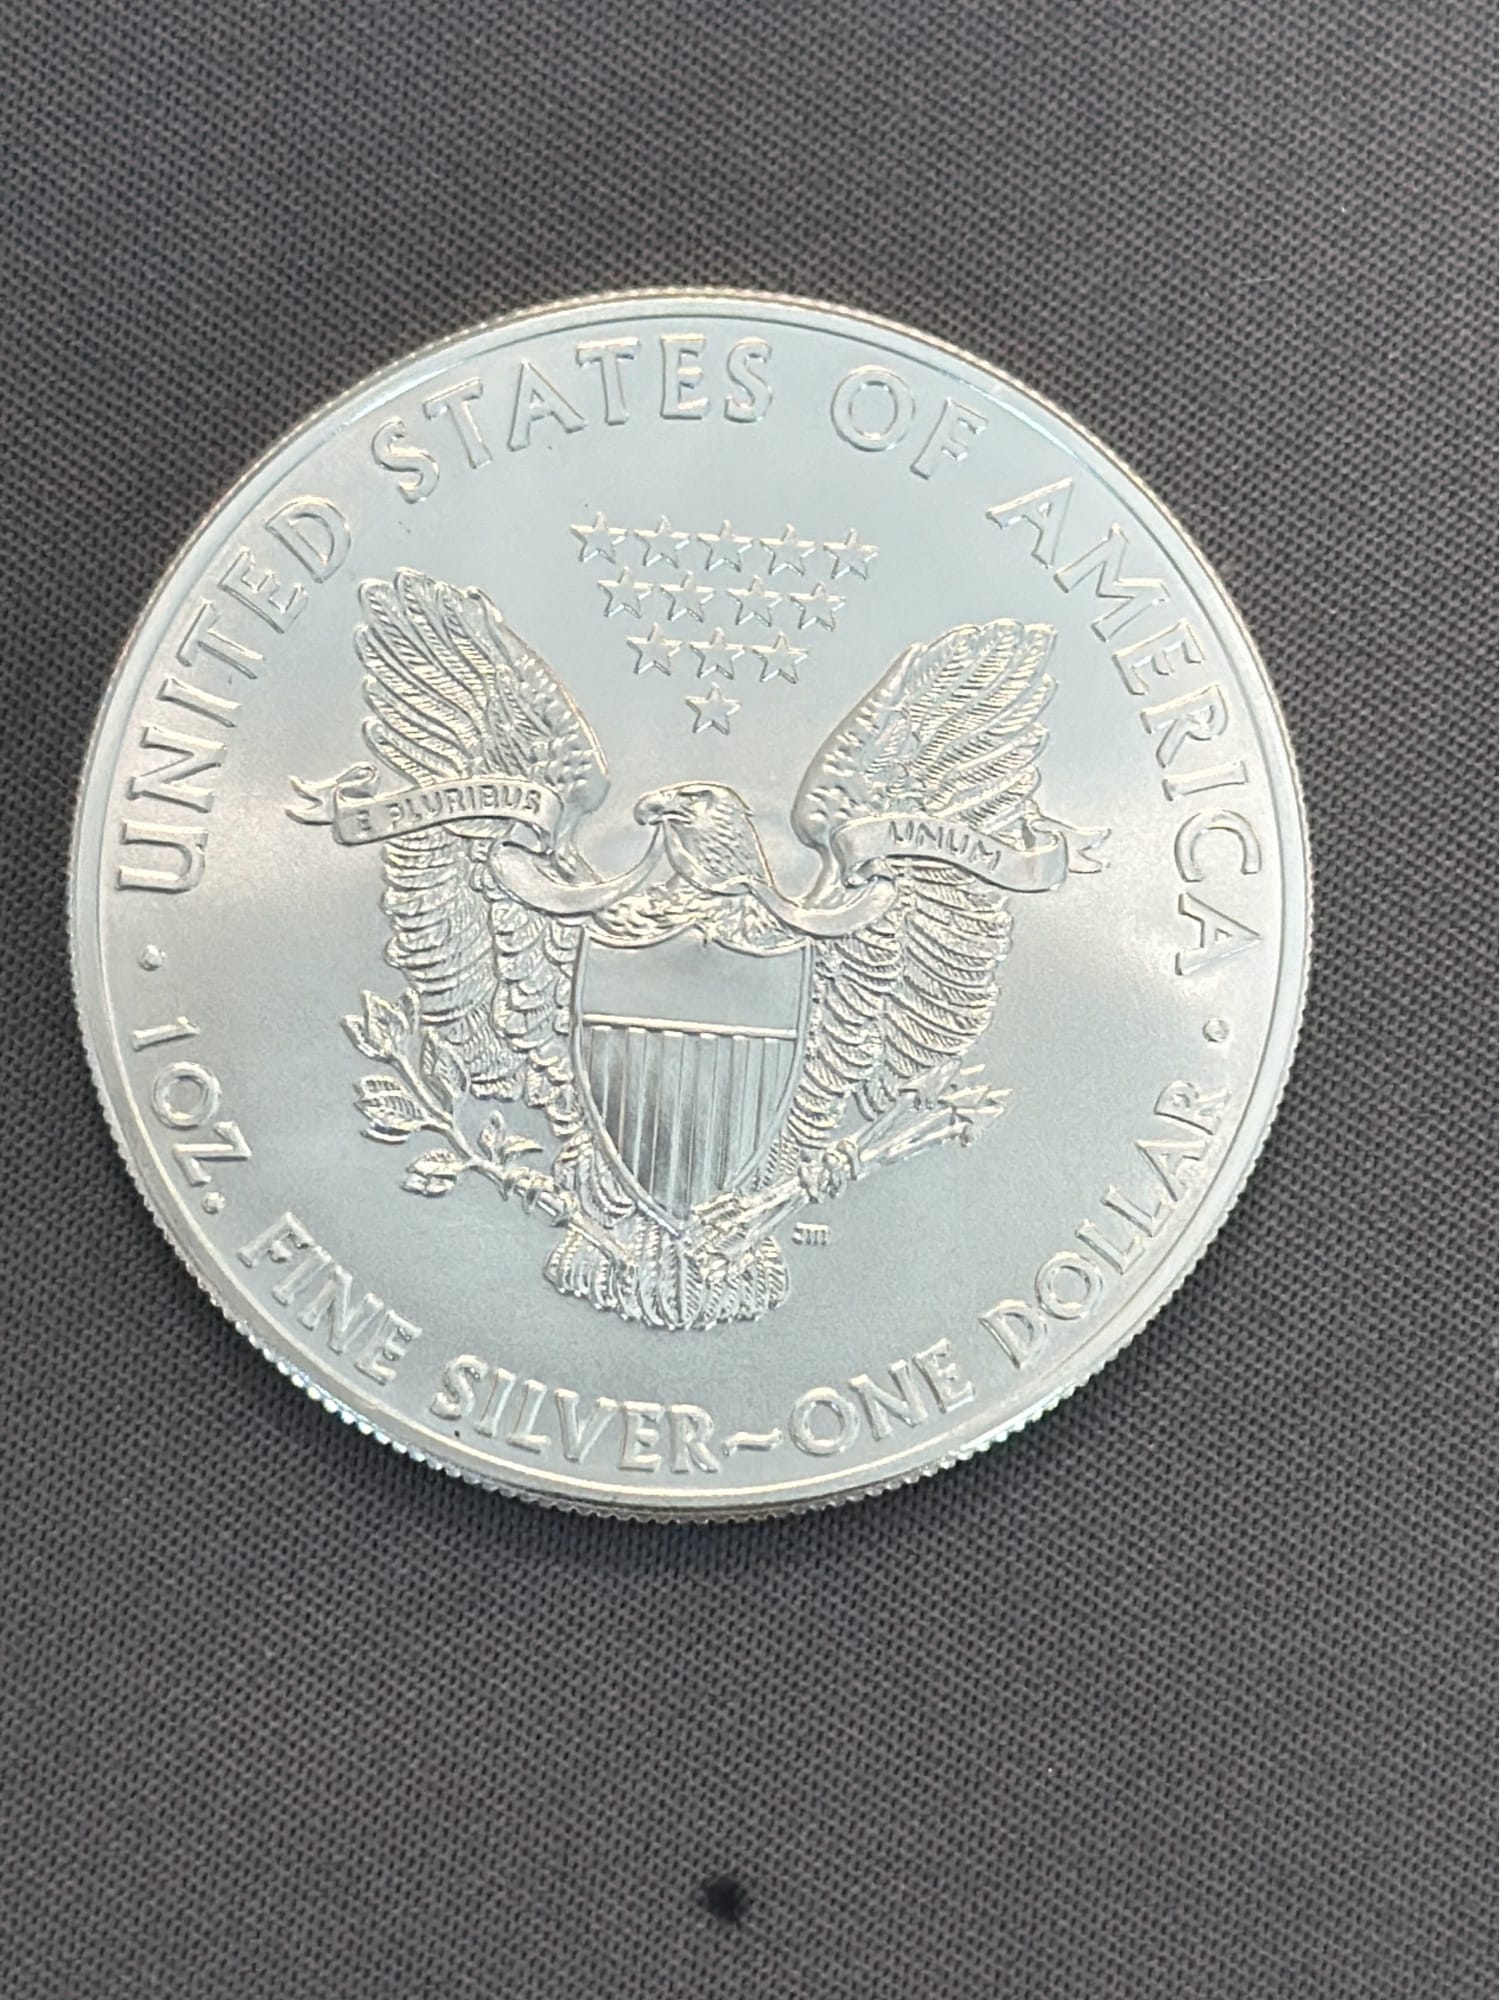 UNITED STATES OF AMERICA
E PLURIBUS UNUM
JM
1 OZ. FINE SILVER~ONE DOLLAR